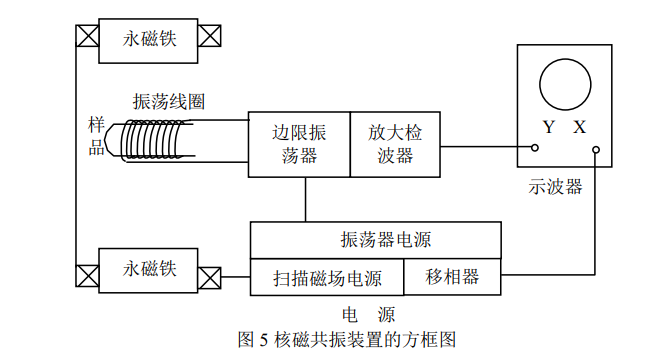 永磁铁
振荡线圈
样
品
边限振
荡器
放大检
波器
Y X
示波器
振荡器电源
永磁铁
扫描磁场电源
移相器
电 源
图 5 核磁共振装置的方框图